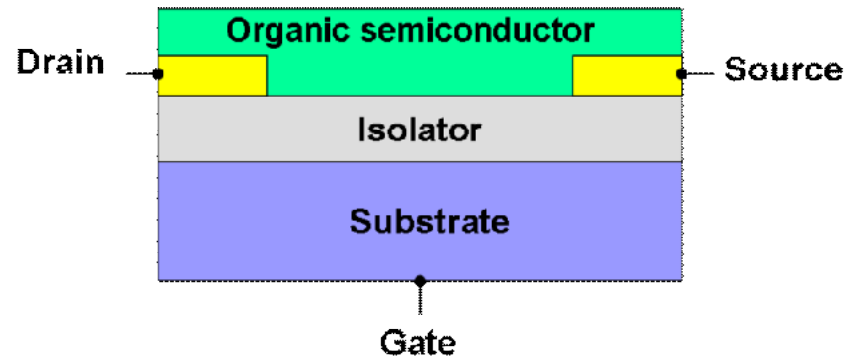 Organic semiconductor
Drain
Source
Isolator
Substrate
Gate